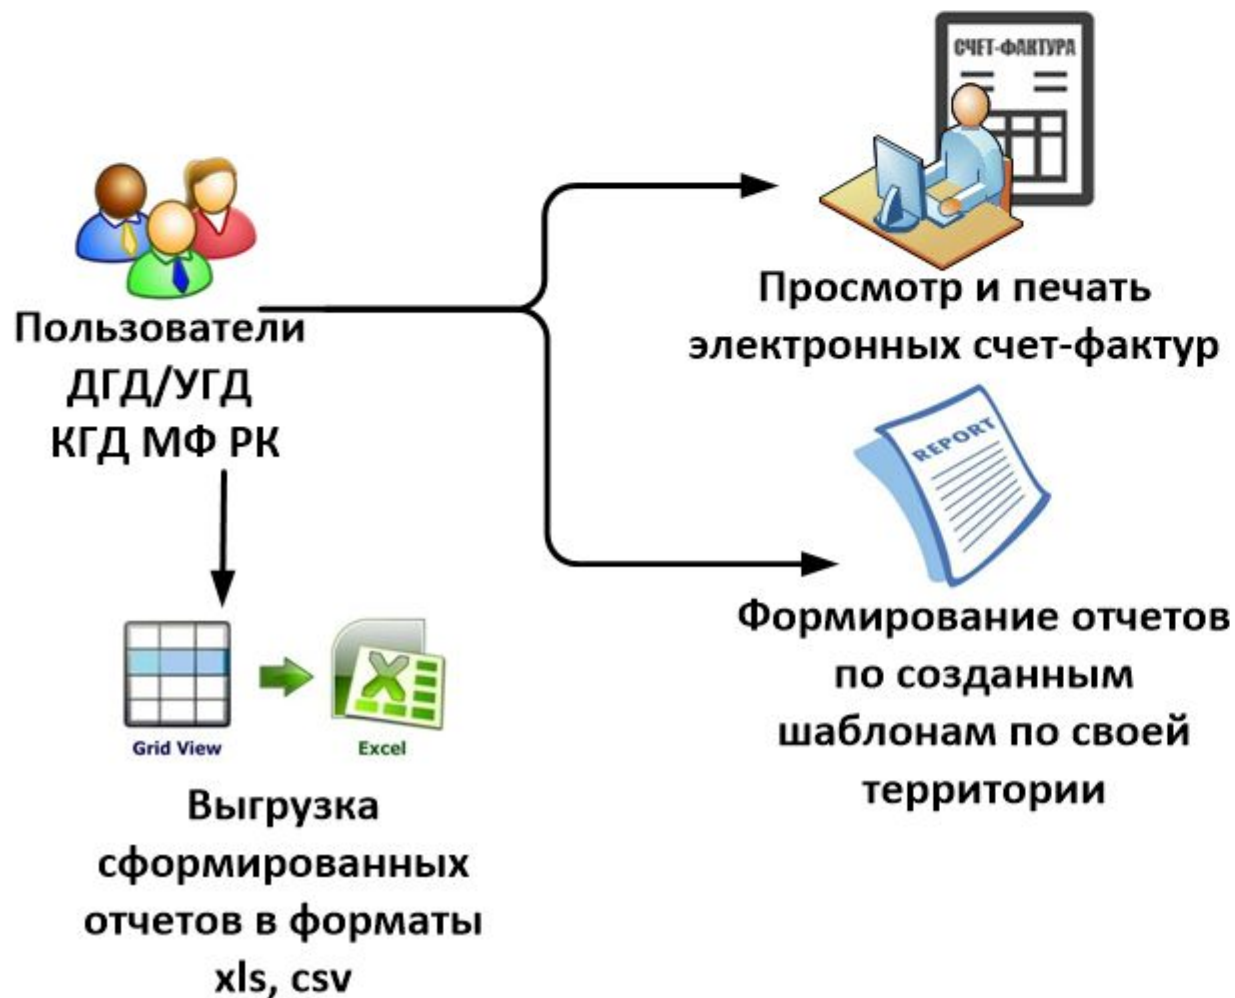 СЧЕТ-ФАКТУРА
Просмотр и печать
электронных счет-фактур
Пользователи
ДГД/УГД
КГД МФ РК
REPORT
Формирование отчетов
по созданным
шаблонам по своей
территории
Grid View
Excel
Выгрузка
сформированных
отчетов в форматы
xls, csv